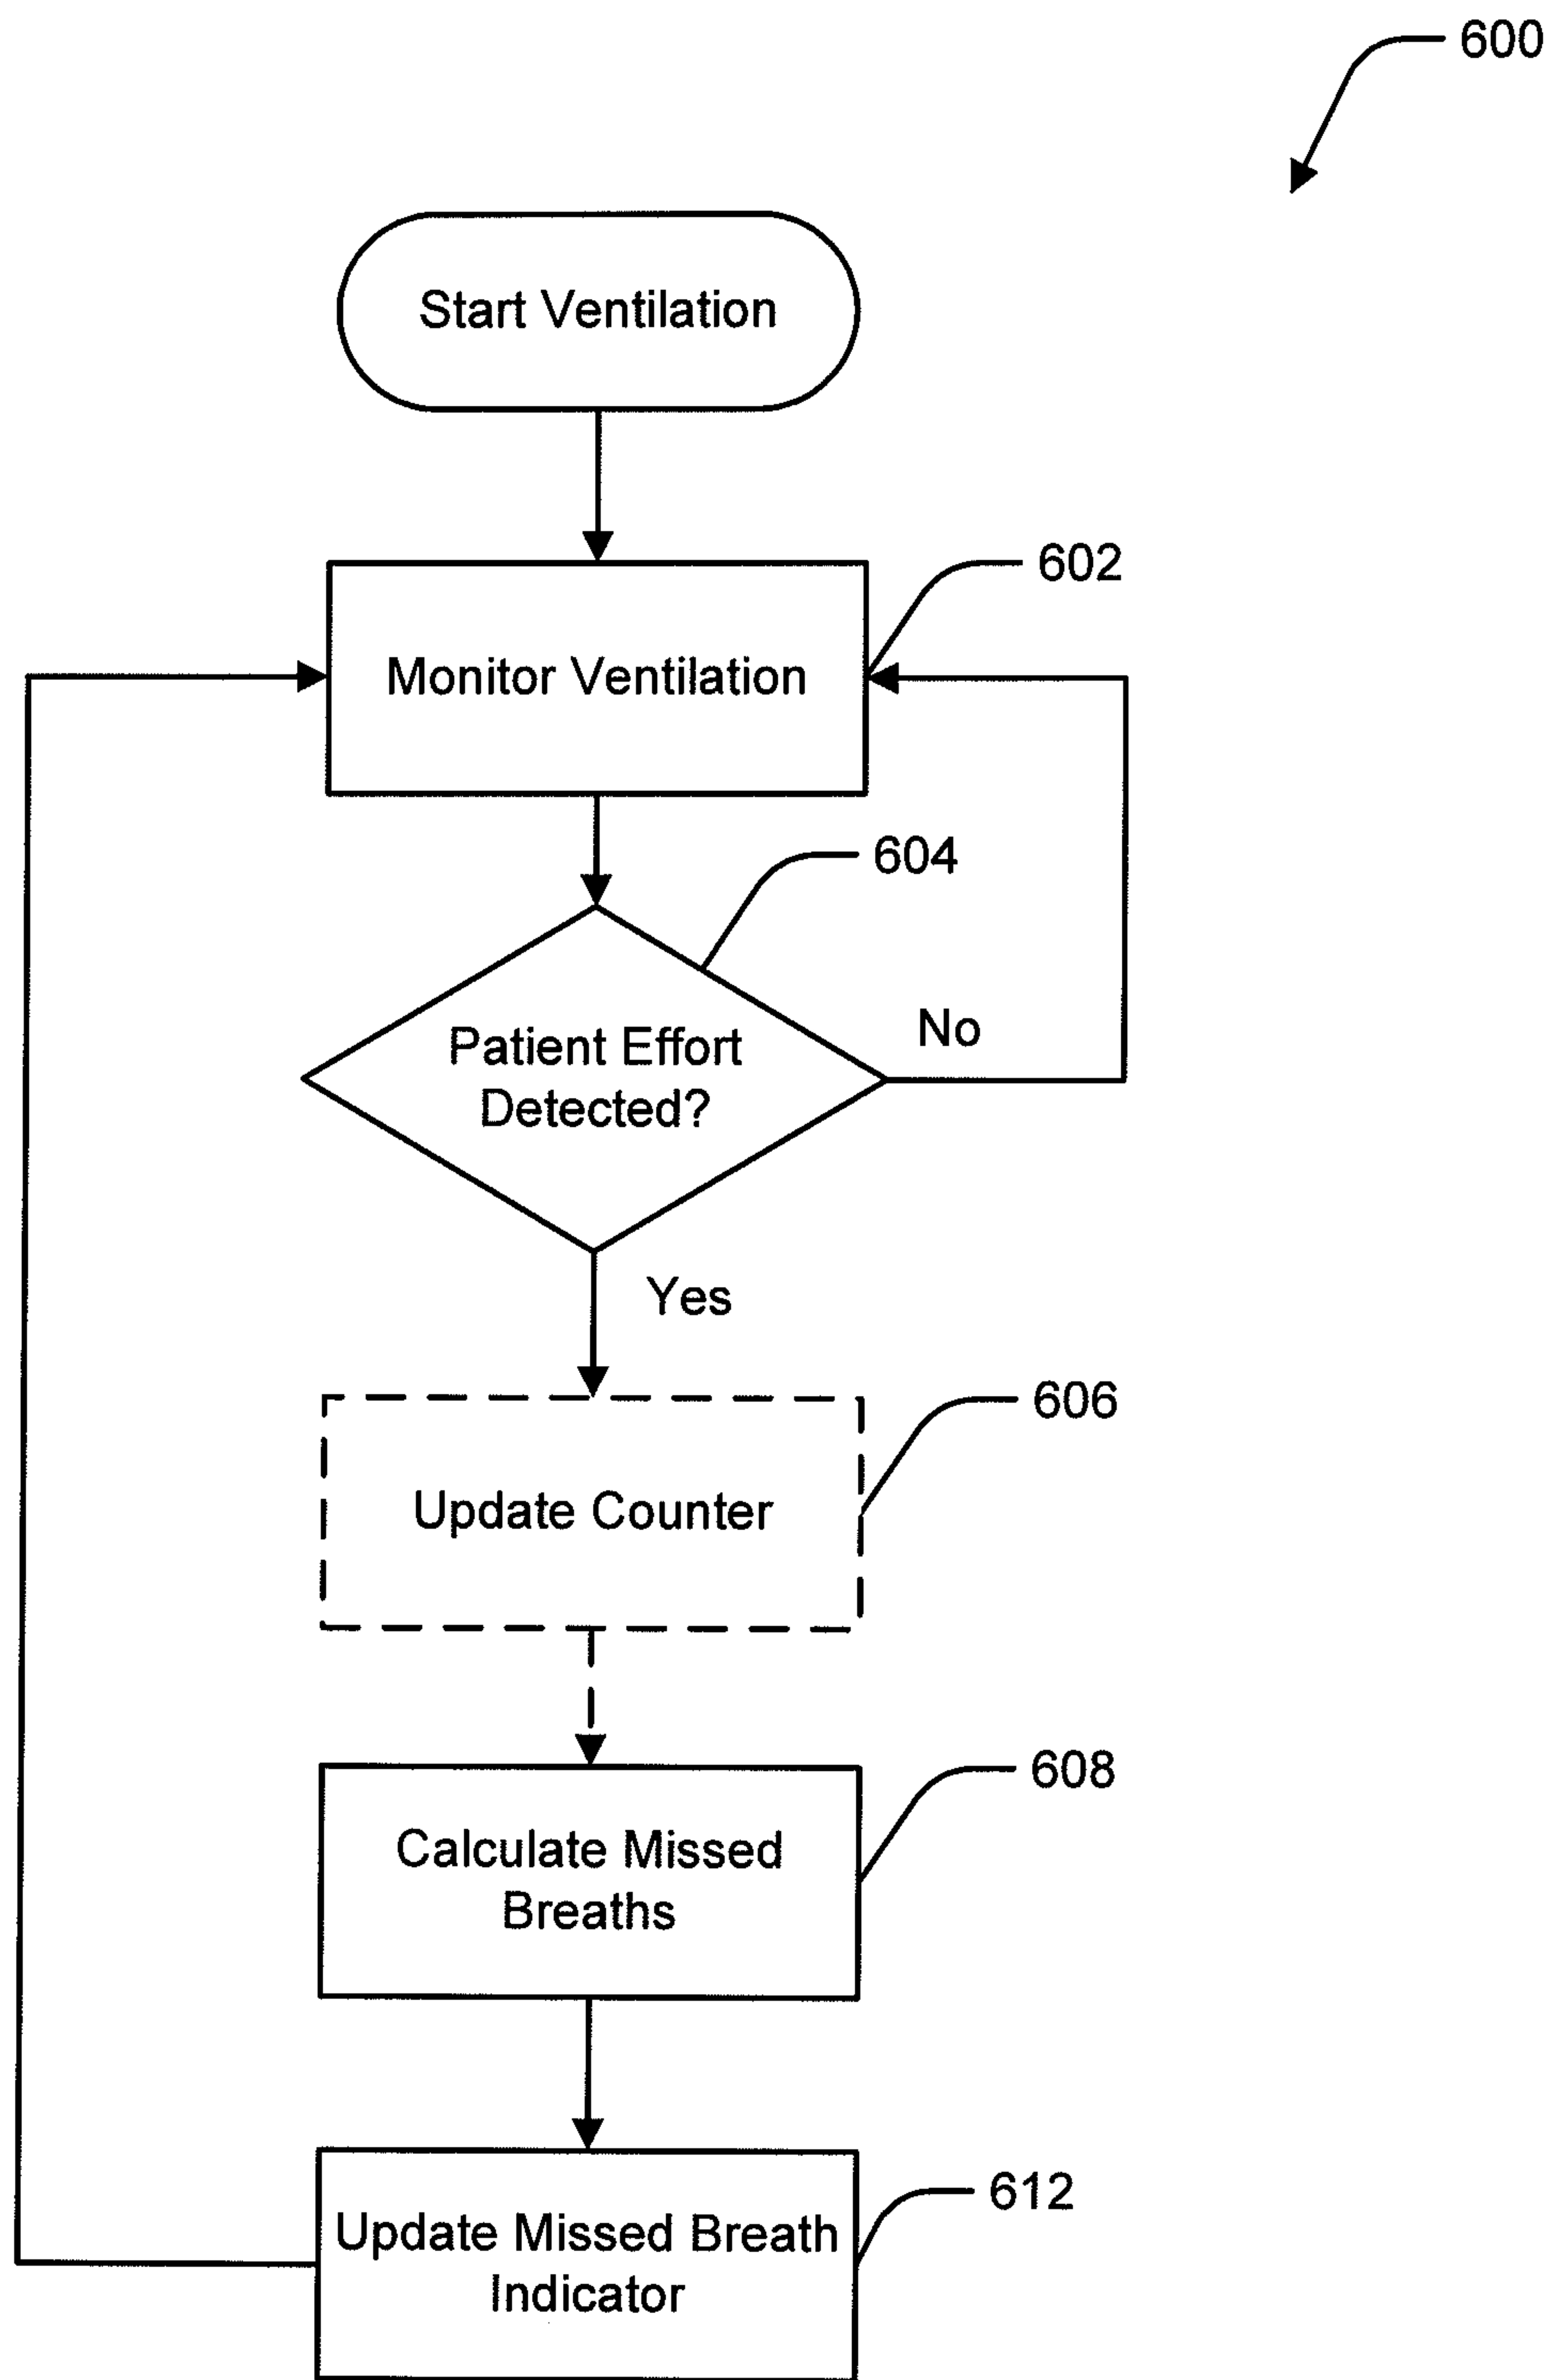 600
Start Ventilation
602
Monitor Ventilation
604
Patient Effort
Detected?
No
Yes
606
Update Counter
608
Calculate Missed
Breaths
612
Update Missed Breath
Indicator